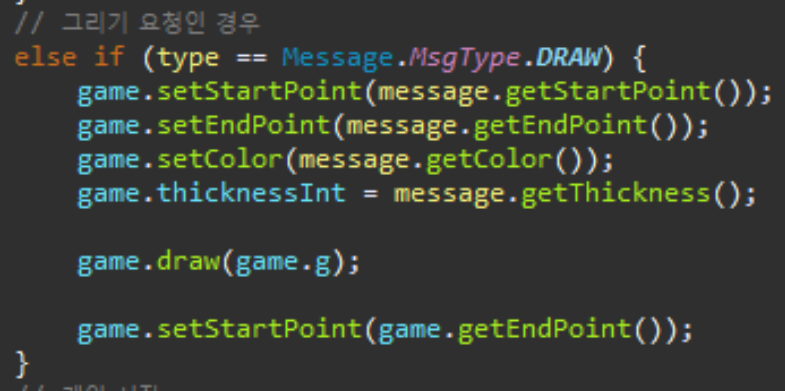 // 그리기 요청인 경우
else if (type == Message.MsgType.DRAW) {
game.setStartPoint(message.getStartPoint());
game.setEndPoint(message.getEndPoint());
game.setColor(message.getColor());
game.thicknessInt = message.getThickness();
game.draw(game.g);
game.setStartPoint(game.getEndPoint());
}